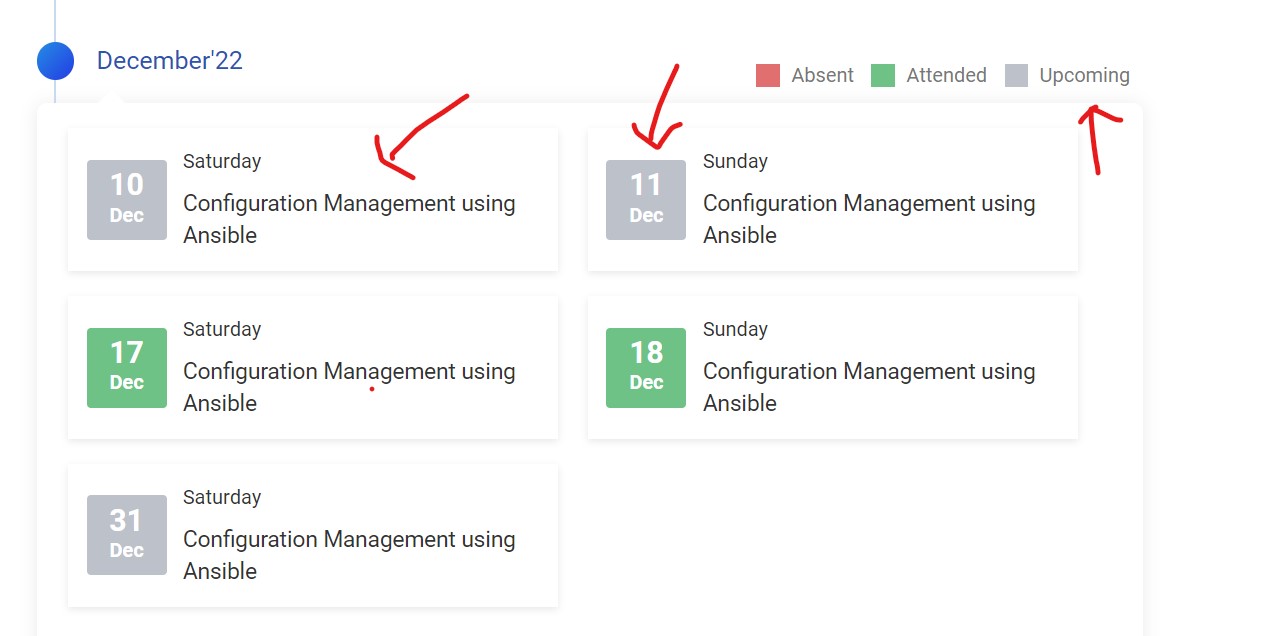 December'22
Absent Attended Upcoming
10
Dec
Saturday
Configuration Management using
Ansible
11
Dec
Sunday
Configuration Management using
Ansible
17
Dec
Saturday
Configuration Management using
Ansible
18
Dec
Sunday
Configuration Management using
Ansible
31
Dec
Saturday
Configuration Management using
Ansible